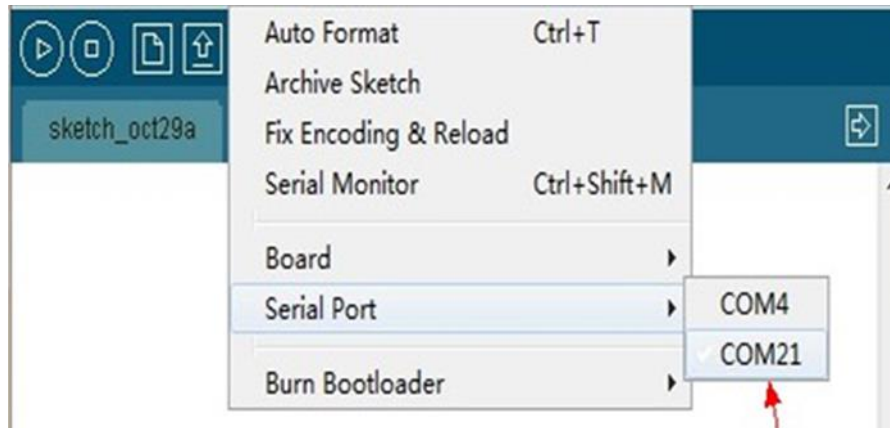 Auto Format Ctrl+T
Archive Sketch
sketch_oct29a
Fix Encoding & Reload
Serial Monitor Ctrl+Shift+M
Board
Serial Port
COM4
COM21
Burn Bootloader